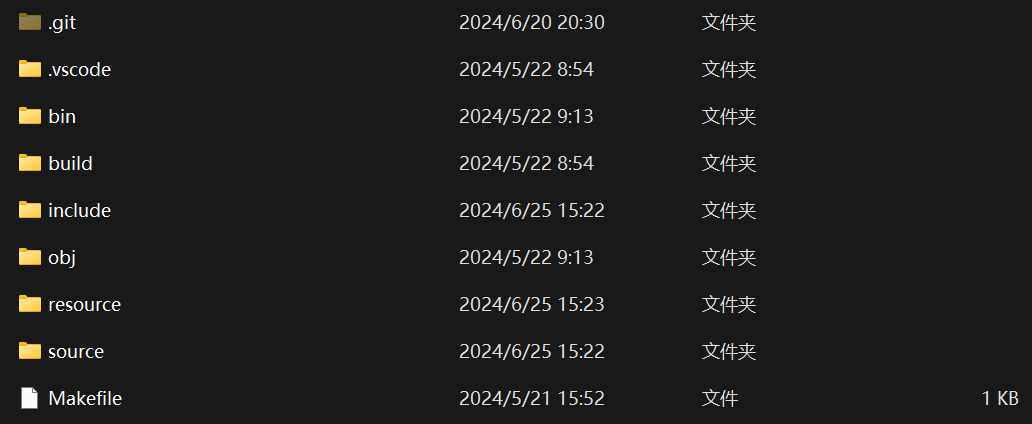 .git 2024/6/20 20:30 文件夹
.vscode 2024/5/22 8:54 文件夹
bin 2024/5/22 9:13 文件夹
build 2024/5/22 8:54 文件夹
include 2024/6/25 15:22 文件夹
obj 2024/5/22 9:13 文件夹
resource 2024/6/25 15:23 文件夹
source 2024/6/25 15:22 文件夹
Makefile 2024/5/21 15:52 文件 1 KB